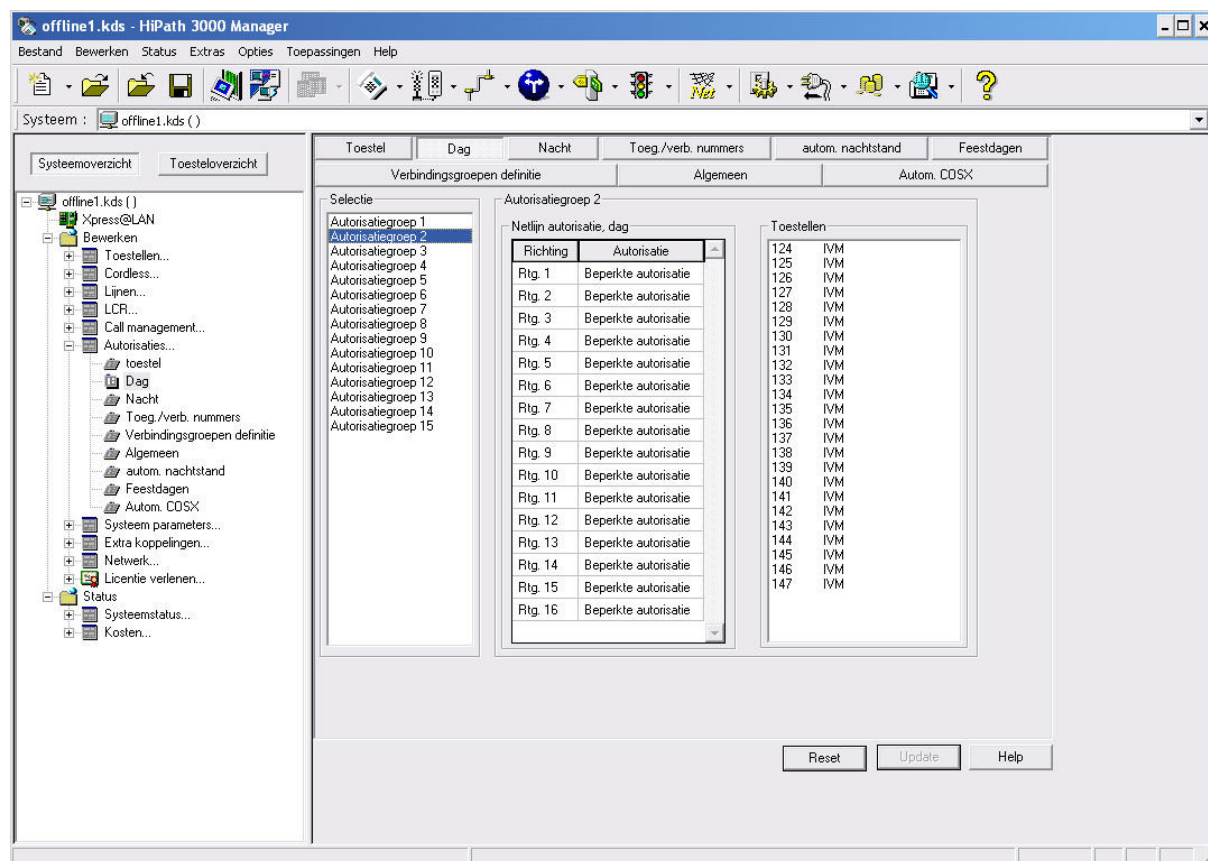 offline1.kds - HiPath 3000 Manager
Bestand Bewerken Status Extras Opties Toepassingen Help
Net
Systeem : offline1.kds ( )
Systeemoverzicht Toesteloverzicht
offline1.kds ( )
Xpress@LAN
Bewerken
Toestellen...
Cordless...
Lijnen...
LCR...
Call management...
Autorisaties...
toestel
Dag
Nacht
Toeg./verb. nummers
Verbindingsgroepen definitie
Algemeen
autom. nachtstand
Feestdagen
Autom. COSX
Systeem parameters...
Extra koppelingen...
Netwerk...
Licentie verlenen...
Status
Systeemstatus...
Kosten...
Toestel Dag Nacht Toeg./verb. nummers autom. nachtstand Feestdagen
Verbindingsgroepen definitie Algemeen Autom. COSX
Selectie
Autorisatiegroep 1
Autorisatiegroep 2
Autorisatiegroep 3
Autorisatiegroep 4
Autorisatiegroep 5
Autorisatiegroep 6
Autorisatiegroep 7
Autorisatiegroep 8
Autorisatiegroep 9
Autorisatiegroep 10
Autorisatiegroep 11
Autorisatiegroep 12
Autorisatiegroep 13
Autorisatiegroep 14
Autorisatiegroep 15
Autorisatiegroep 2
Netlijn autorisatie, dag
Richting Autorisatie
Rtg. 1 Beperkte autorisatie
Rtg. 2 Beperkte autorisatie
Rtg. 3 Beperkte autorisatie
Rtg. 4 Beperkte autorisatie
Rtg. 5 Beperkte autorisatie
Rtg. 6 Beperkte autorisatie
Rtg. 7 Beperkte autorisatie
Rtg. 8 Beperkte autorisatie
Rtg. 9 Beperkte autorisatie
Rtg. 10 Beperkte autorisatie
Rtg. 11 Beperkte autorisatie
Rtg. 12 Beperkte autorisatie
Rtg. 13 Beperkte autorisatie
Rtg. 14 Beperkte autorisatie
Rtg. 15 Beperkte autorisatie
Rtg. 16 Beperkte autorisatie
Toestellen
124 IVM
125 IVM
126 IVM
127 IVM
128 IVM
129 IVM
130 IVM
131 IVM
132 IVM
133 IVM
134 IVM
135 IVM
136 IVM
137 IVM
138 IVM
139 IVM
140 IVM
141 IVM
142 IVM
143 IVM
144 IVM
145 IVM
146 IVM
147 IVM
Reset Update Help